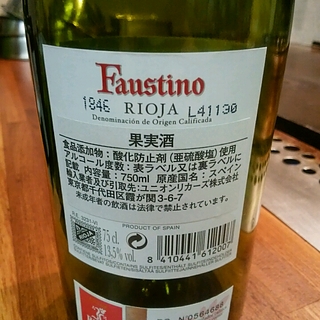 Faustino
1946 RIOJA L41130
Denominación de Origen Calificada
果実酒
食品添加物：酸化防止剤（亜硫酸塩）使用
アルコール度数：表ラベル又は裏ラベルに
記載 内容量：750ml 原産国名：スペイン
輸入業者及び引取先：ユニオンリカーズ株式会社
東京都千代田区霞が関3-6-7
未成年者の飲酒は法律で禁止されています。
PRODUCT OF SPAIN
75 cl.
13,5% vol.
8 410441 612007
Nº0564688